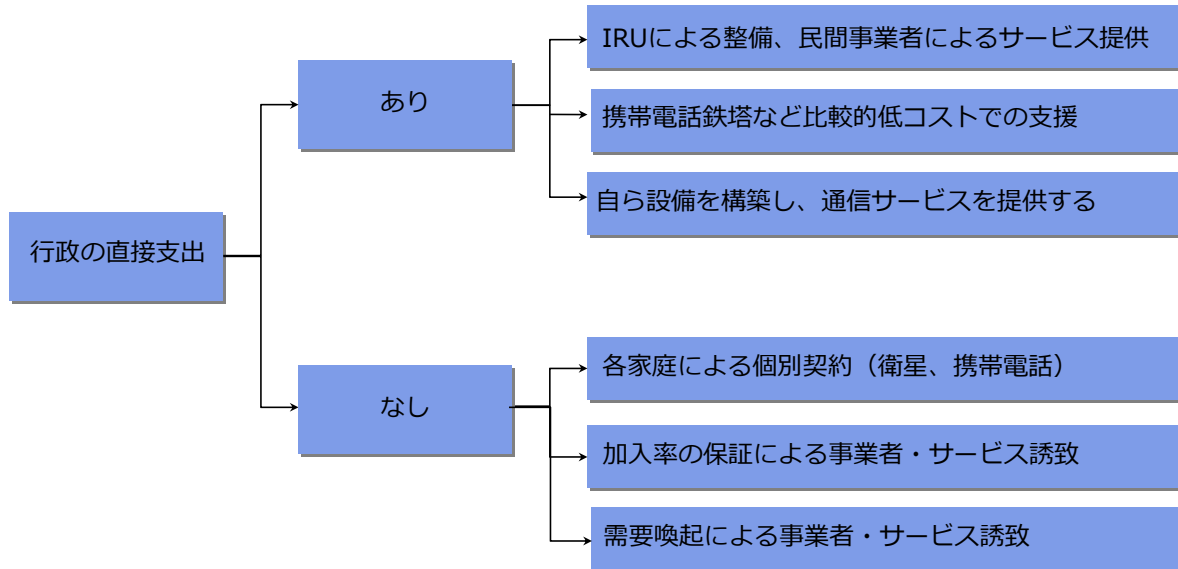 行政の直接支出
あり
IRUによる整備、民間事業者によるサービス提供
携帯電話鉄塔など比較的低コストでの支援
自ら設備を構築し、通信サービスを提供する
なし
各家庭による個別契約（衛星、携帯電話）
加入率の保証による事業者・サービス誘致
需要喚起による事業者・サービス誘致